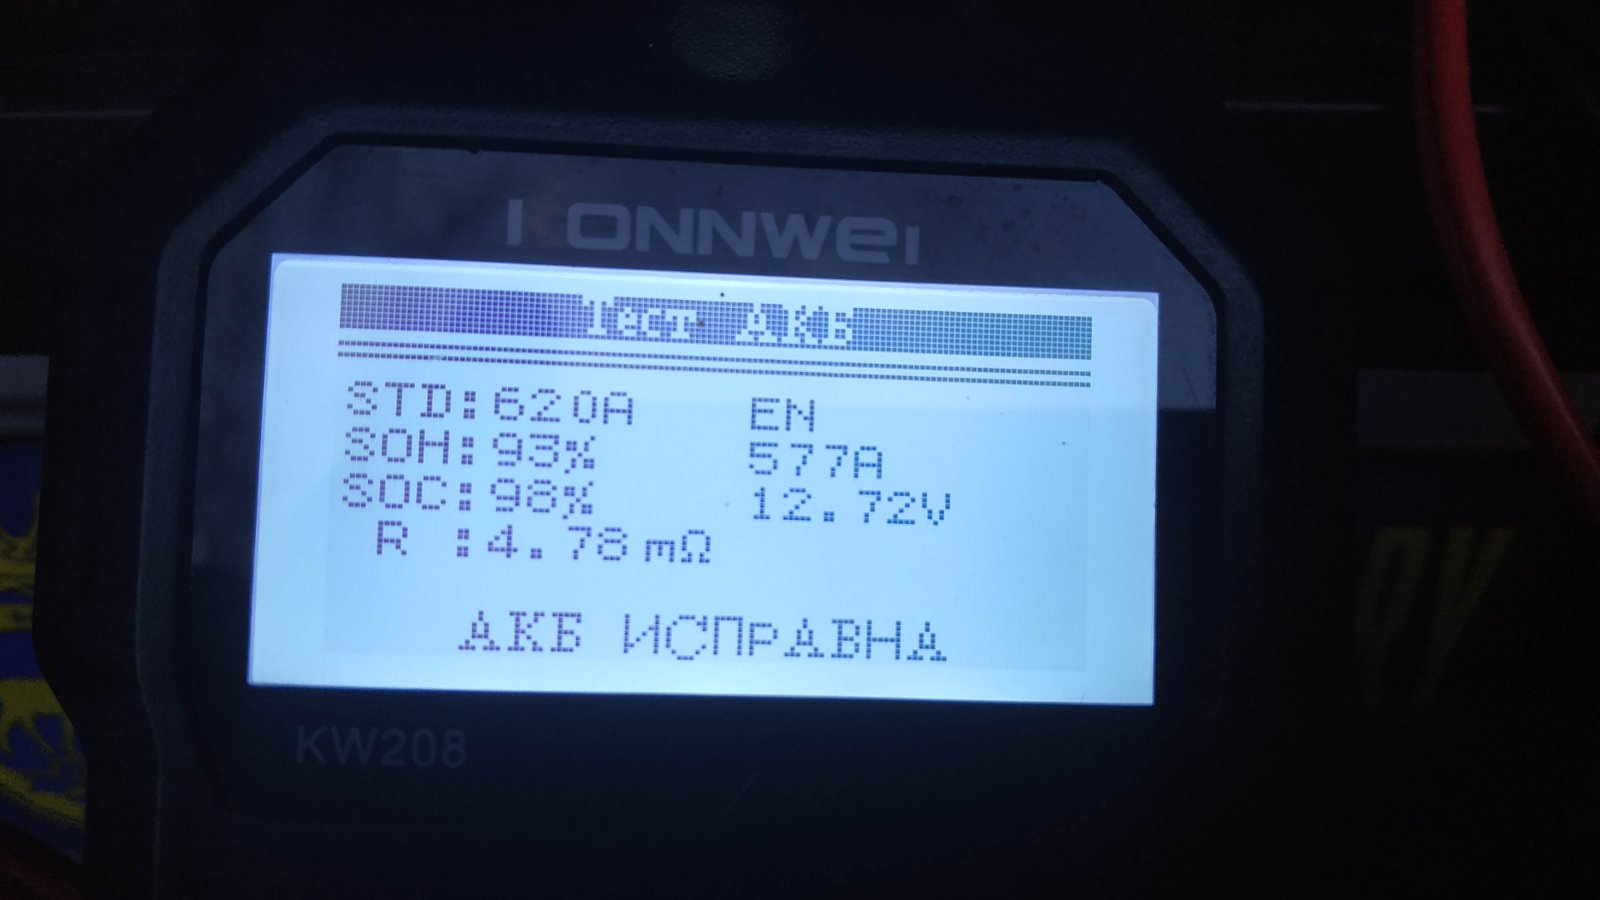 KONNWEI
Тест АКБ
STD:620A EN
SOH:93% 577A
SOC:98% 12.72V
R :4.78mΩ
АКБ ИСПРАВНА
KW208